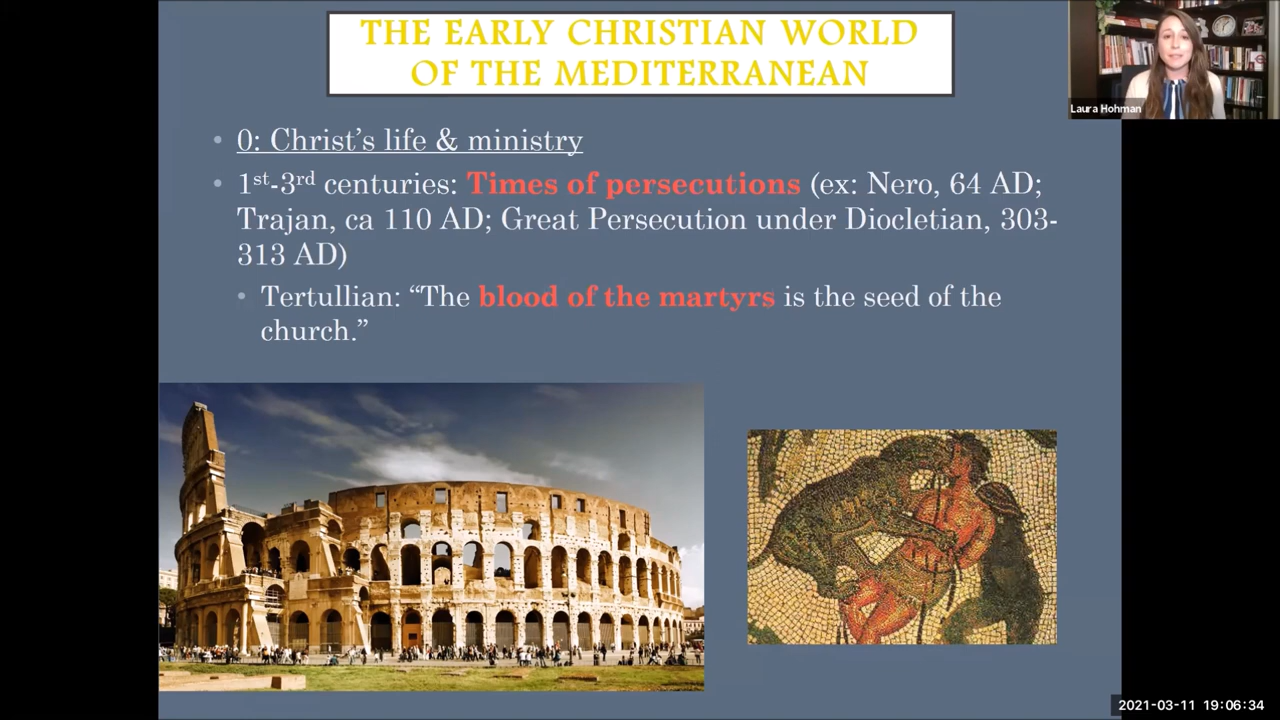 THE EARLY CHRISTIAN WORLD
OF THE MEDITERRANEAN
Laura Hohman
• 0: Christ’s life & ministry
• 1st-3rd centuries: Times of persecutions (ex: Nero, 64 AD;
Trajan, ca 110 AD; Great Persecution under Diocletian, 303-
313 AD)
• Tertullian: “The blood of the martyrs is the seed of the
church.”
2021-03-11 19:06:34